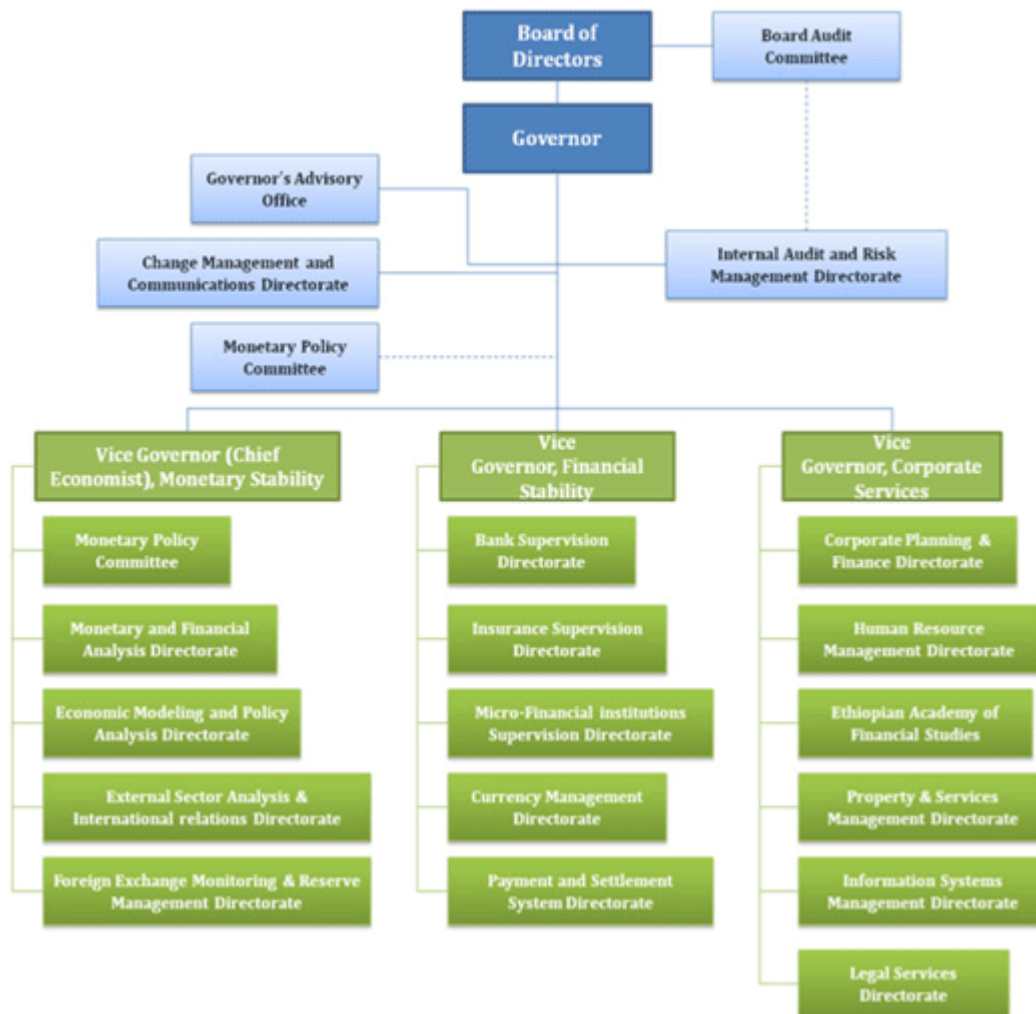 Board of
Directors
Board Audit
Committee
Governor
Governor's Advisory
Office
Change Management and
Communications Directorate
Internal Audit and Risk
Management Directorate
Monetary Policy
Committee
Vice Governor (Chief
Economist), Monetary Stability
Monetary Policy
Committee
Monetary and Financial
Analysis Directorate
Economic Modeling and Policy
Analysis Directorate
External Sector Analysis &
International relations Directorate
Foreign Exchange Monitoring & Reserve
Management Directorate
Vice
Governor, Financial
Stability
Bank Supervision
Directorate
Insurance Supervision
Directorate
Micro-Financial institutions
Supervision Directorate
Currency Management
Directorate
Payment and Settlement
System Directorate
Vice
Governor, Corporate
Services
Corporate Planning &
Finance Directorate
Human Resource
Management Directorate
Ethiopian Academy of
Financial Studies
Property & Services
Management Directorate
Information Systems
Management Directorate
Legal Services
Directorate